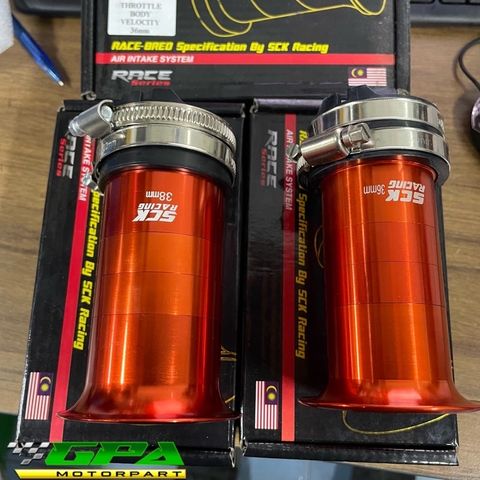 THROTTLE
BODY
VELOCITY
36mm
RACE-BRED Specification By SCK Racing
AIR INTAKE SYSTEM
RACE
Series
RACE
Series
INTAKE SYSTEM
Specification By SCK Racing
SCK
RACING
38mm
AIR INTAKE SYSTEM
RACE-BRED Specification By SCK Racing
SCK
RACING
36mm
GPA
MOTORPART